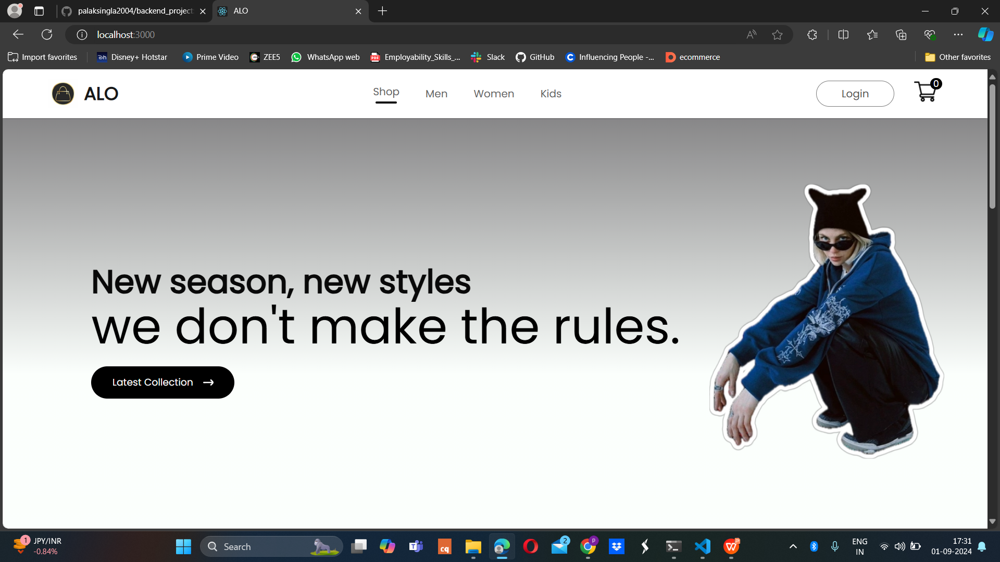 palaksingla2004/backend_project
ALO
localhost:3000
Import favorites
Disney+ Hotstar
Prime Video
ZEE5
WhatsApp web
Employability_Skills_...
Slack
GitHub
Influencing People -...
ecommerce
Other favorites
ALO
Shop
Men
Women
Kids
Login
0
New season, new styles
we don't make the rules.
Latest Collection
1
JPY/INR
-0.84%
Search
cq
2
P
ENG
IN
17:31
01-09-2024